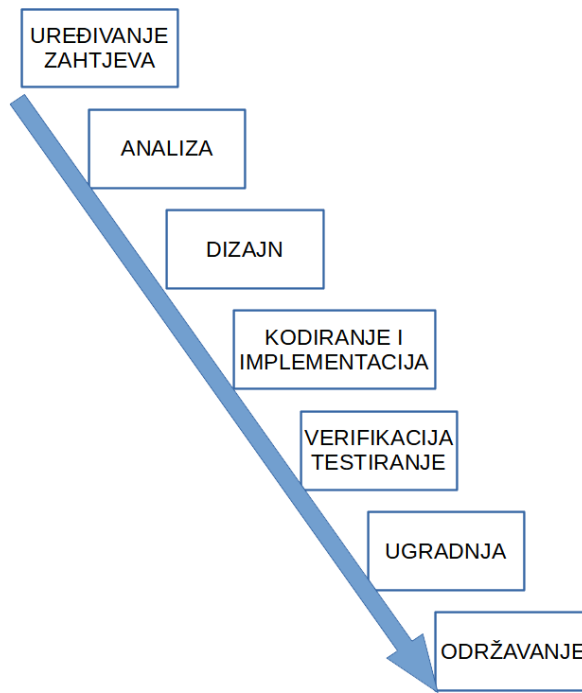 UREĐIVANJE
ZAHTJEVA
ANALIZA
DIZAJN
KODIRANJE I
IMPLEMENTACIJA
VERIFIKACIJA
TESTIRANJE
UGRADNJA
ODRŽAVANJE